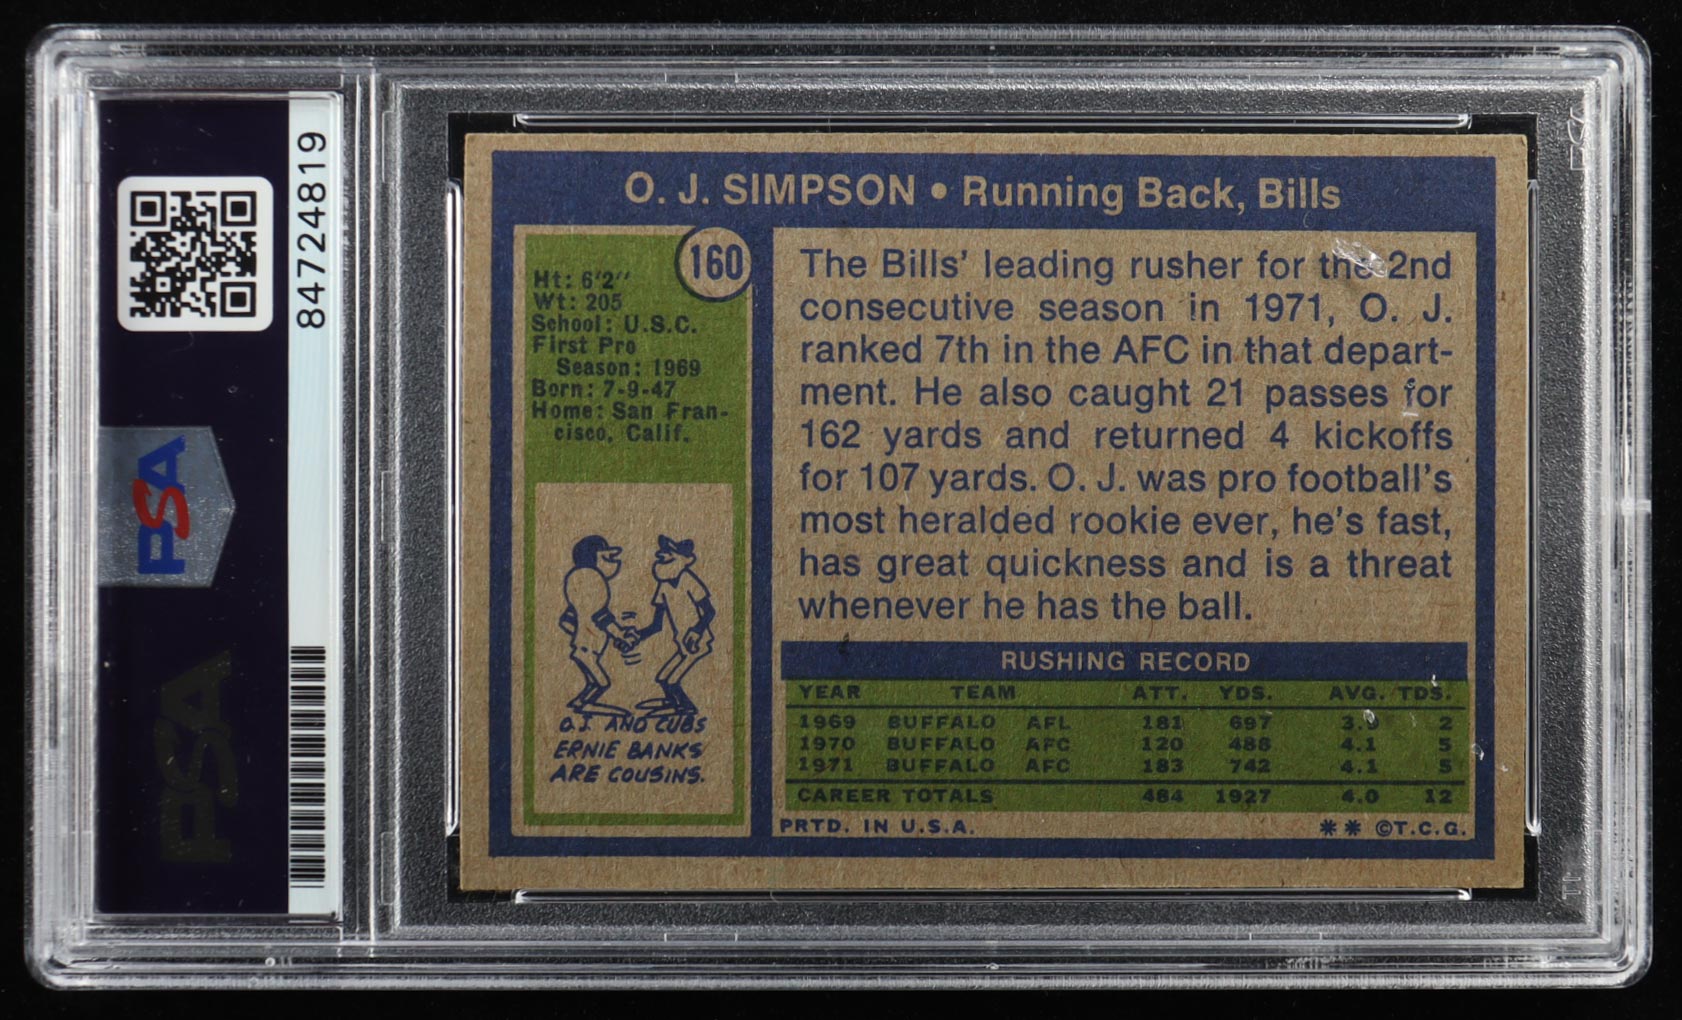 84724819
PSA
PSA
O. J. SIMPSON • Running Back, Bills
160
Ht: 6'2"
Wt: 205
School: U.S.C.
First Pro
Season: 1969
Born: 7-9-47
Home: San Fran-
cisco, Calif.
O.J. AND CUBS
ERNIE BANKS
ARE COUSINS.
The Bills' leading rusher for the 2nd
consecutive season in 1971, O. J.
ranked 7th in the AFC in that depart-
ment. He also caught 21 passes for
162 yards and returned 4 kickoffs
for 107 yards. O. J. was pro football's
most heralded rookie ever, he's fast,
has great quickness and is a threat
whenever he has the ball.
RUSHING RECORD
YEAR TEAM ATT. YDS. AVG. TDS.
1969 BUFFALO AFL 181 697 3.9 2
1970 BUFFALO AFC 120 488 4.1 5
1971 BUFFALO AFC 183 742 4.1 5
CAREER TOTALS 484 1927 4.0 12
PRTD. IN U.S.A. ** ©T.C.G.